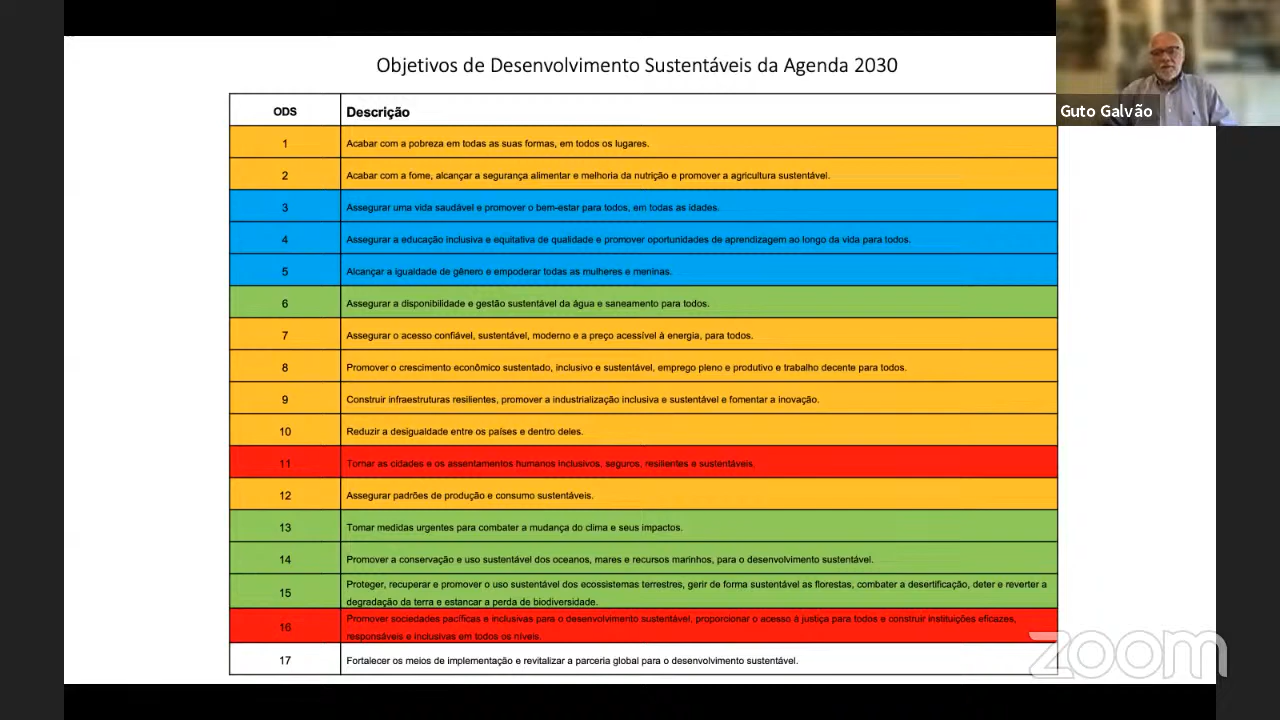 Objetivos de Desenvolvimento Sustentáveis da Agenda 2030
Guto Galvão
ODS Descrição
1 Acabar com a pobreza em todas as suas formas, em todos os lugares.
2 Acabar com a fome, alcançar a segurança alimentar e melhoria da nutrição e promover a agricultura sustentável.
3 Assegurar uma vida saudável e promover o bem-estar para todos, em todas as idades.
4 Assegurar a educação inclusiva e equitativa de qualidade e promover oportunidades de aprendizagem ao longo da vida para todos.
5 Alcançar a igualdade de gênero e empoderar todas as mulheres e meninas.
6 Assegurar a disponibilidade e gestão sustentável da água e saneamento para todos.
7 Assegurar o acesso confiável, sustentável, moderno e a preço acessível à energia, para todos.
8 Promover o crescimento econômico sustentado, inclusivo e sustentável, emprego pleno e produtivo e trabalho decente para todos.
9 Construir infraestruturas resilientes, promover a industrialização inclusiva e sustentável e fomentar a inovação.
10 Reduzir a desigualdade entre os países e dentro deles.
11 Tornar as cidades e os assentamentos humanos inclusivos, seguros, resilientes e sustentáveis.
12 Assegurar padrões de produção e consumo sustentáveis.
13 Tomar medidas urgentes para combater a mudança do clima e seus impactos.
14 Promover a conservação e uso sustentável dos oceanos, mares e recursos marinhos, para o desenvolvimento sustentável.
15 Proteger, recuperar e promover o uso sustentável dos ecossistemas terrestres, gerir de forma sustentável as florestas, combater a desertificação, deter e reverter a
degradação da terra e estancar a perda de biodiversidade.
16 Promover sociedades pacíficas e inclusivas para o desenvolvimento sustentável, proporcionar o acesso à justiça para todos e construir instituições eficazes,
responsáveis e inclusivas em todos os níveis.
17 Fortalecer os meios de implementação e revitalizar a parceria global para o desenvolvimento sustentável.
zoom